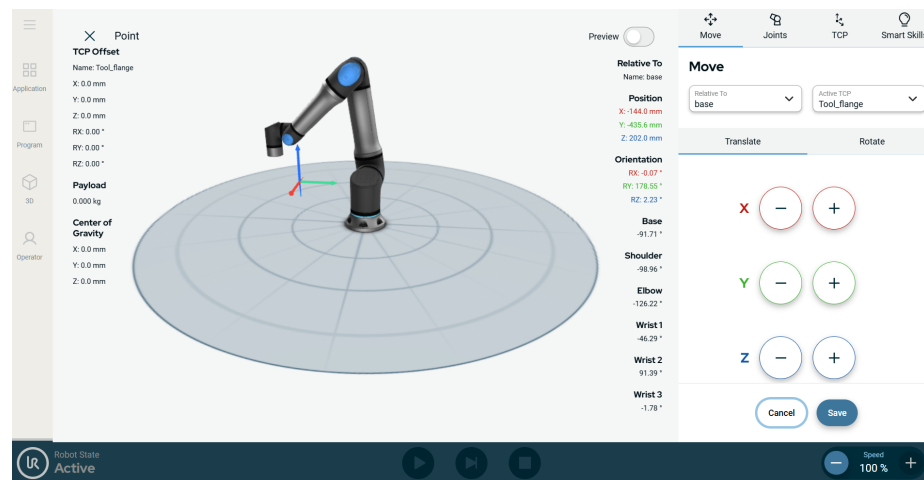 Point
TCP Offset
Name: Tool_flange
X: 0.0 mm
Y: 0.0 mm
Z: 0.0 mm
RX: 0.00 °
RY: 0.00 °
RZ: 0.00 °
Payload
0.000 kg
Center of
Gravity
X: 0.0 mm
Y: 0.0 mm
Z: 0.0 mm
Application
Program
3D
Operator
Preview
Relative To
Name: base
Position
X: -144.0 mm
Y: -435.6 mm
Z: 202.0 mm
Orientation
RX: -0.07 °
RY: 178.55 °
RZ: 2.23 °
Base
-91.71 °
Shoulder
-98.96 °
Elbow
-126.22 °
Wrist 1
-46.29 °
Wrist 2
91.39 °
Wrist 3
-1.78 °
Move
Joints
TCP
Smart Skills
Move
Relative To
base
Active TCP
Tool_flange
Translate
Rotate
X − +
Y − +
Z − +
Cancel
Save
UR
Robot State
Active
Speed
− 100 % +